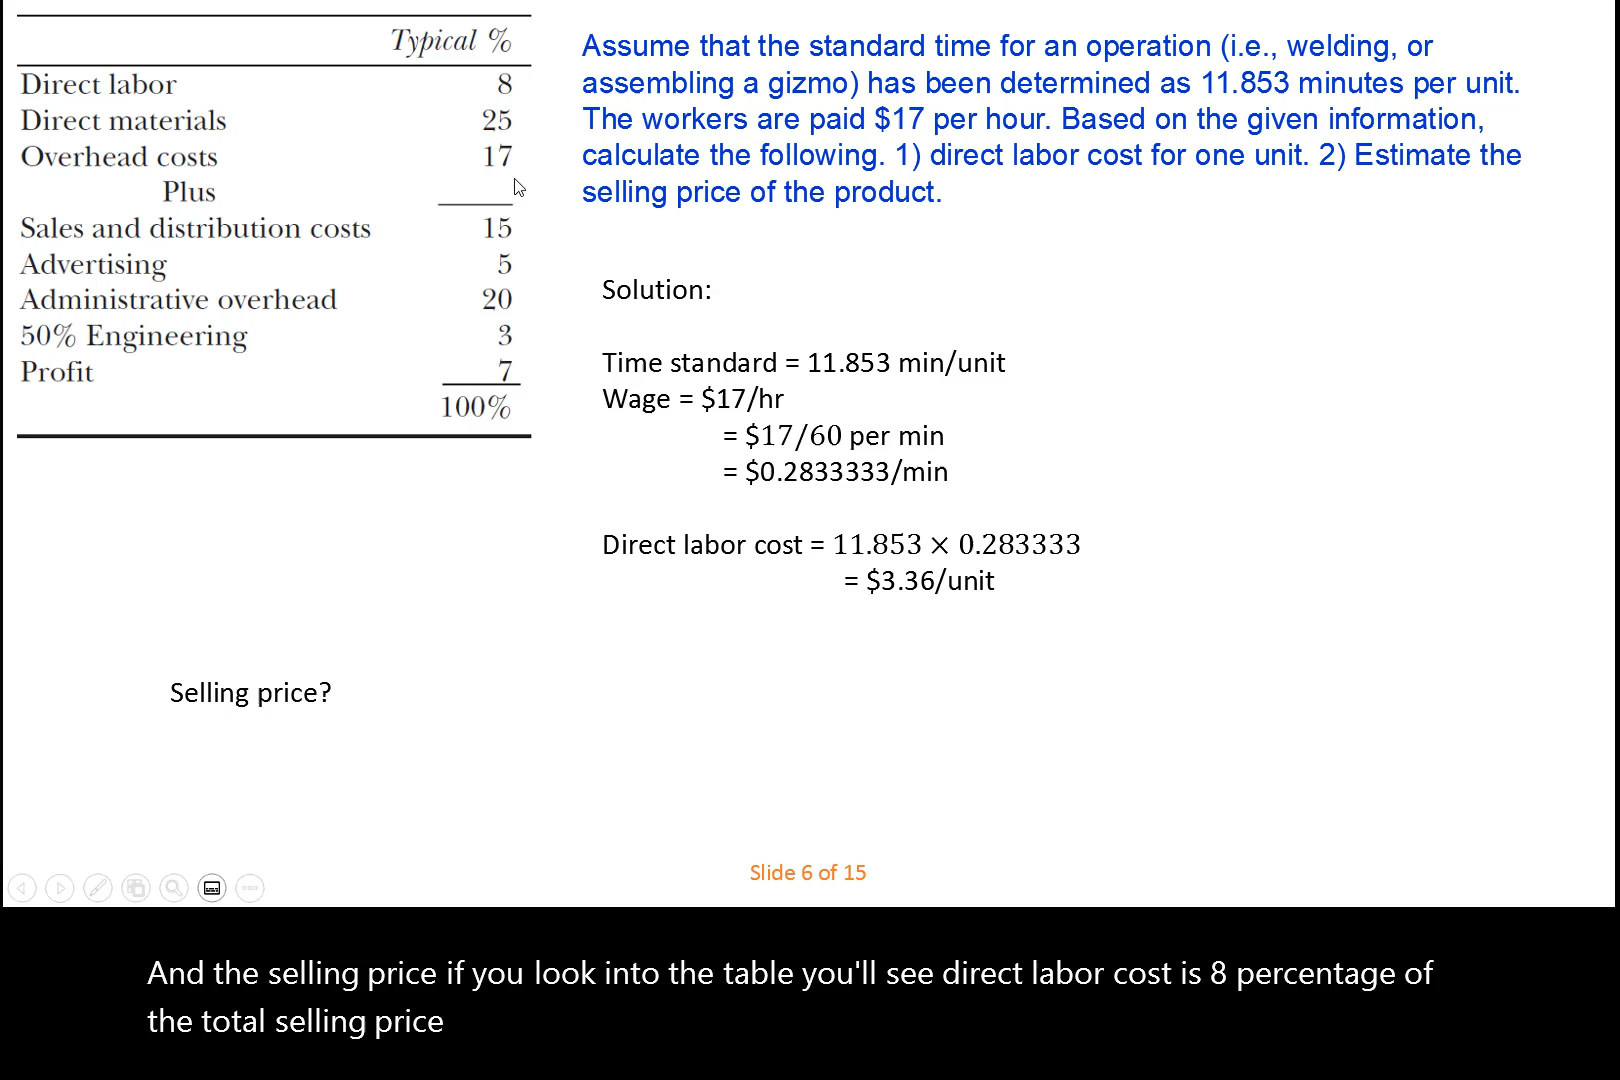 Typical %
Direct labor 8
Direct materials 25
Overhead costs 17
Plus
Sales and distribution costs 15
Advertising 5
Administrative overhead 20
50% Engineering 3
Profit 7
100%
Assume that the standard time for an operation (i.e., welding, or
assembling a gizmo) has been determined as 11.853 minutes per unit.
The workers are paid $17 per hour. Based on the given information,
calculate the following. 1) direct labor cost for one unit. 2) Estimate the
selling price of the product.
Solution:
Time standard = 11.853 min/unit
Wage = $17/hr
= $17/60 per min
= $0.2833333/min
Direct labor cost = 11.853 × 0.283333
= $3.36/unit
Selling price?
Slide 6 of 15
And the selling price if you look into the table you'll see direct labor cost is 8 percentage of
the total selling price